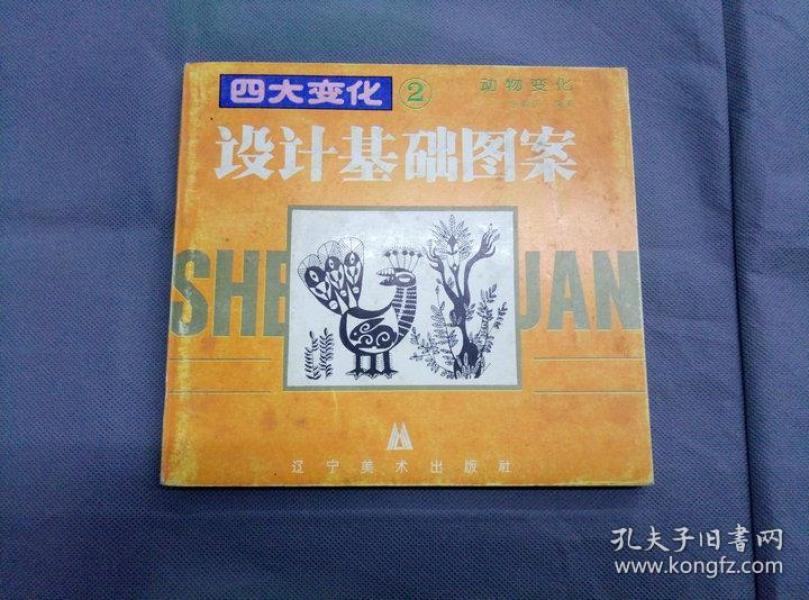 四大变化 2 动物变化
设计基础图案
SHE UAN
辽宁美术出版社
孔夫子旧书网
www.kongfz.com